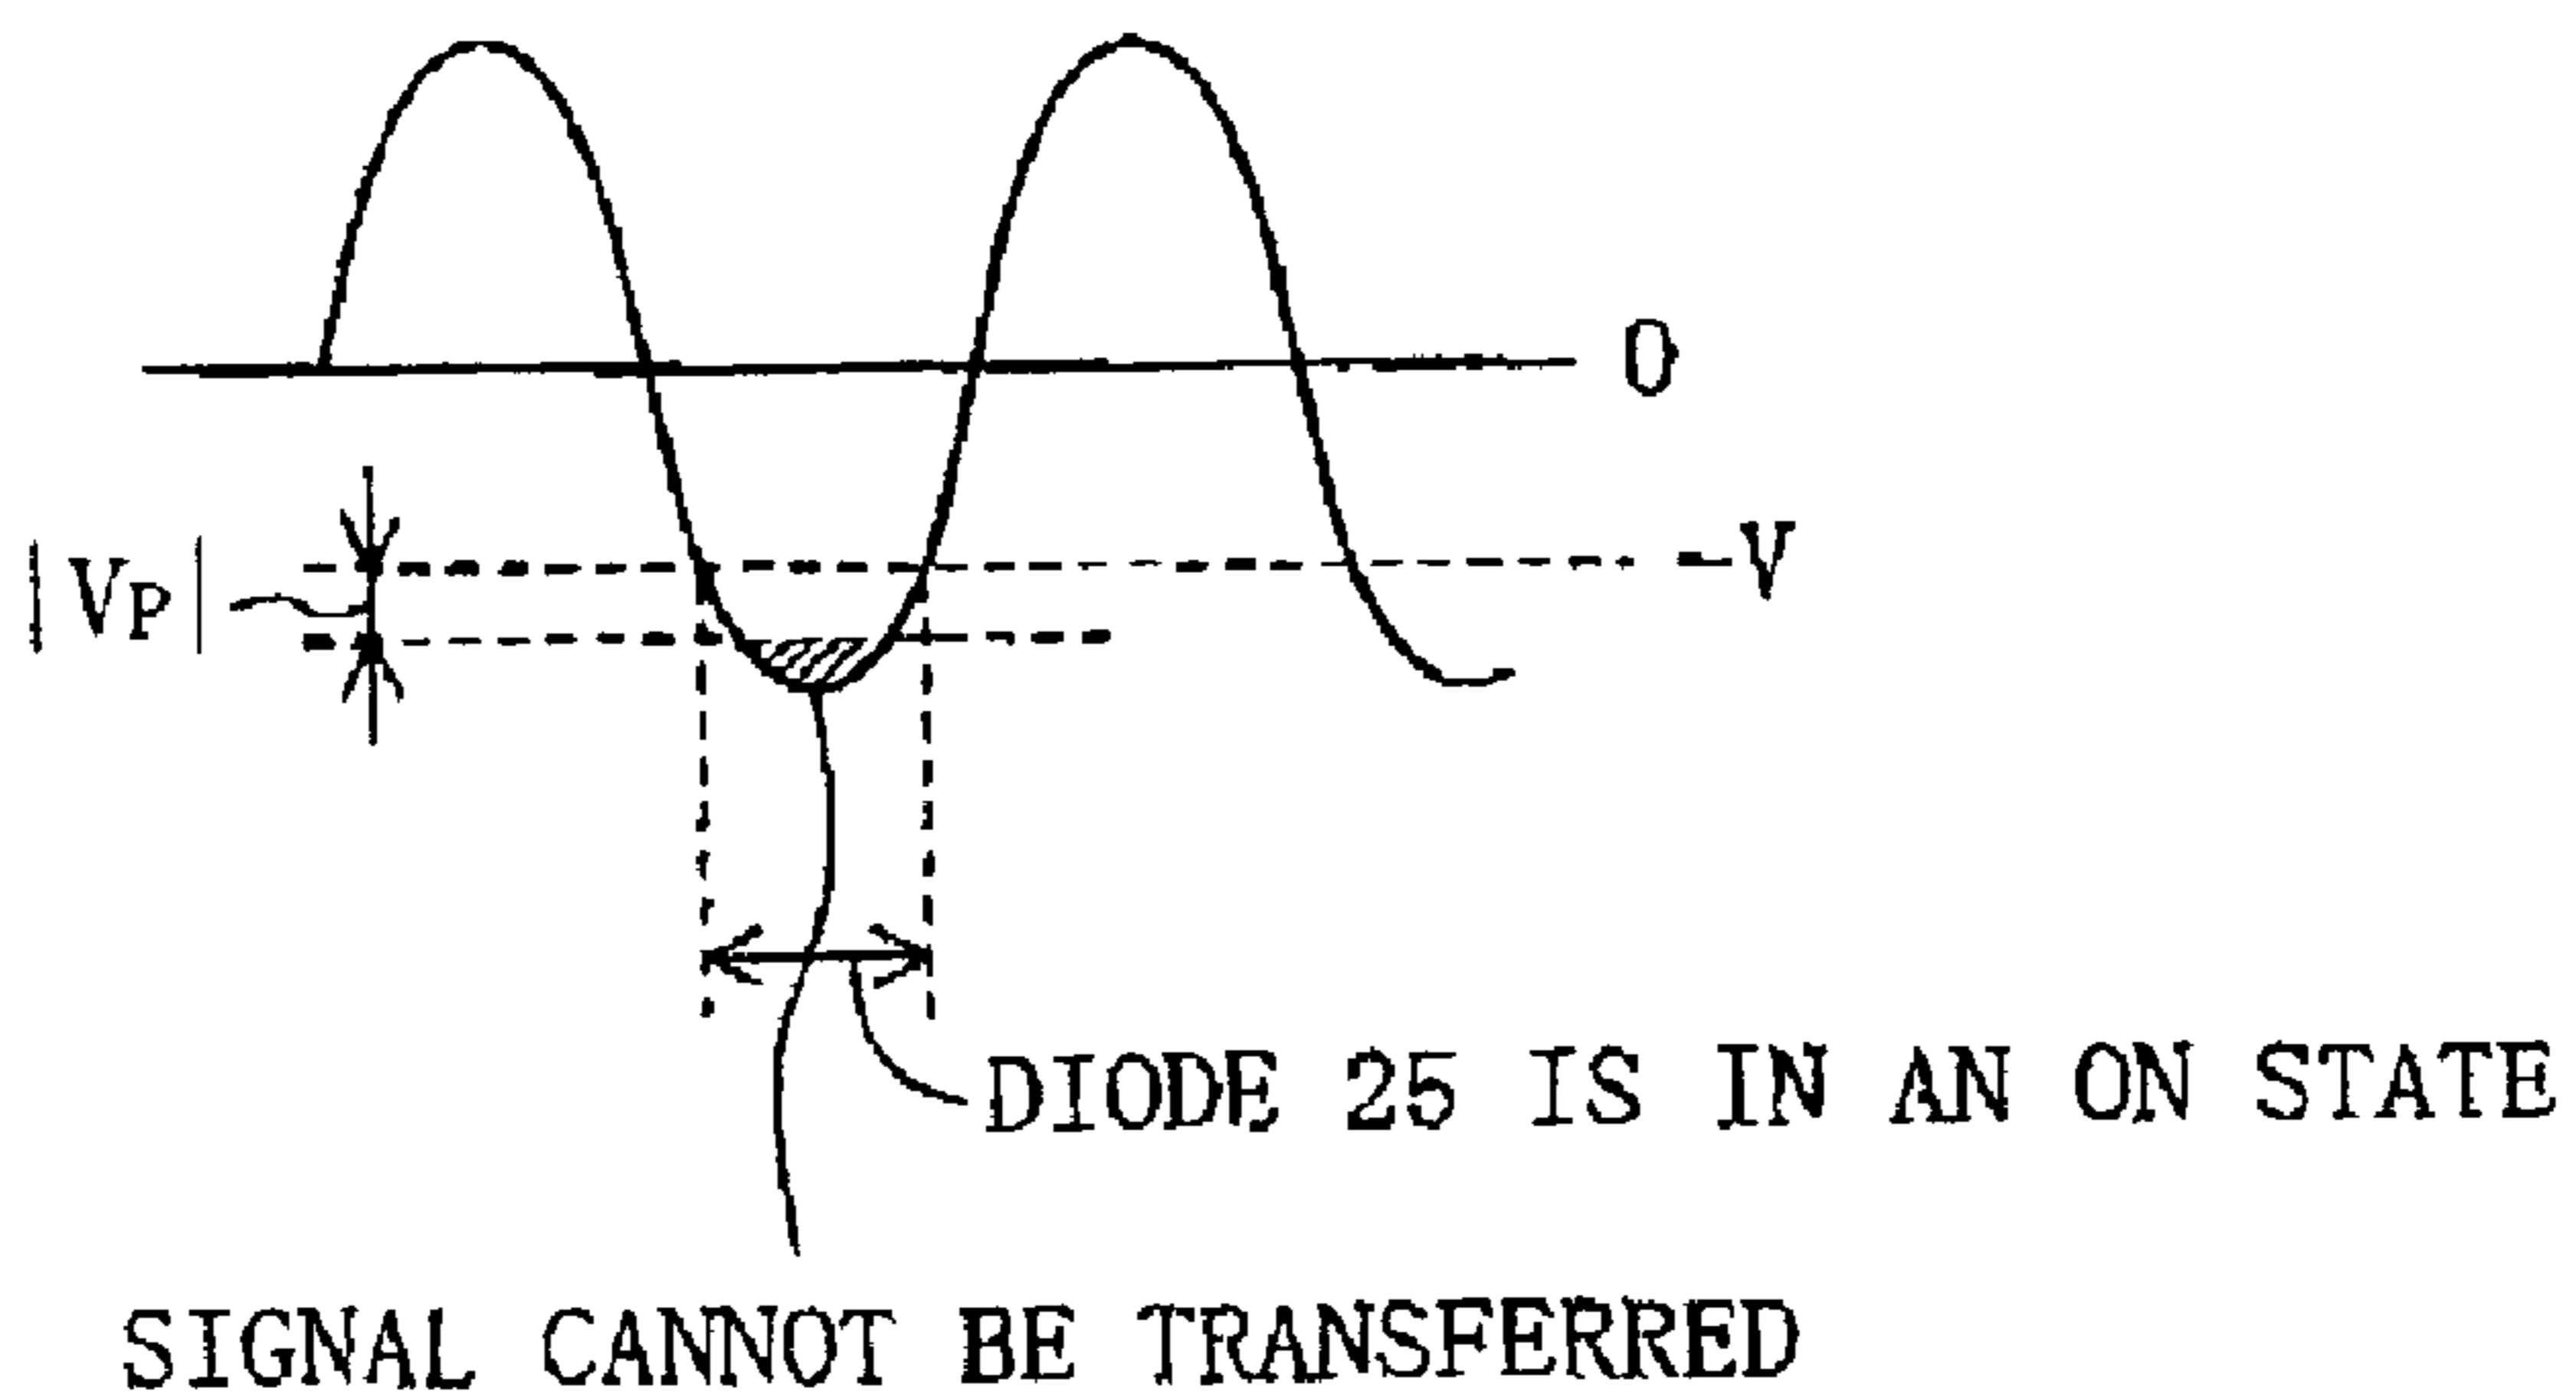 0
-V
|VP|
DIODE 25 IS IN AN ON STATE
SIGNAL CANNOT BE TRANSFERRED